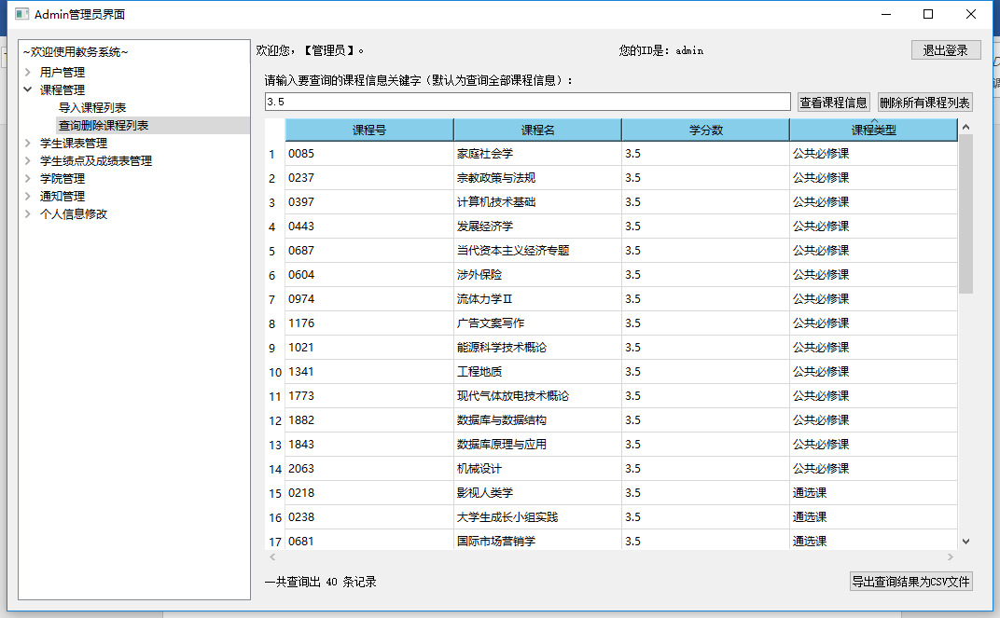 Admin管理员界面
~欢迎使用教务系统~
用户管理
课程管理
导入课程列表
查询删除课程列表
学生课表管理
学生绩点及成绩表管理
学院管理
通知管理
个人信息修改
欢迎您,【管理员】。 您的ID是: admin 退出登录
请输入要查询的课程信息关键字(默认为查询全部课程信息):
3.5 查看课程信息 删除所有课程列表
课程号 课程名 学分数 课程类型
1 0085 家庭社会学 3.5 公共必修课
2 0237 宗教政策与法规 3.5 公共必修课
3 0397 计算机技术基础 3.5 公共必修课
4 0443 发展经济学 3.5 公共必修课
5 0687 当代资本主义经济专题 3.5 公共必修课
6 0604 涉外保险 3.5 公共必修课
7 0974 流体力学Ⅱ 3.5 公共必修课
8 1176 广告文案写作 3.5 公共必修课
9 1021 能源科学技术概论 3.5 公共必修课
10 1341 工程地质 3.5 公共必修课
11 1773 现代气体放电技术概论 3.5 公共必修课
12 1882 数据库与数据结构 3.5 公共必修课
13 1843 数据库原理与应用 3.5 公共必修课
14 2063 机械设计 3.5 公共必修课
15 0218 影视人类学 3.5 通选课
16 0238 大学生成长小组实践 3.5 通选课
17 0681 国际市场营销学 3.5 通选课
一共查询出 40 条记录 导出查询结果为CSV文件